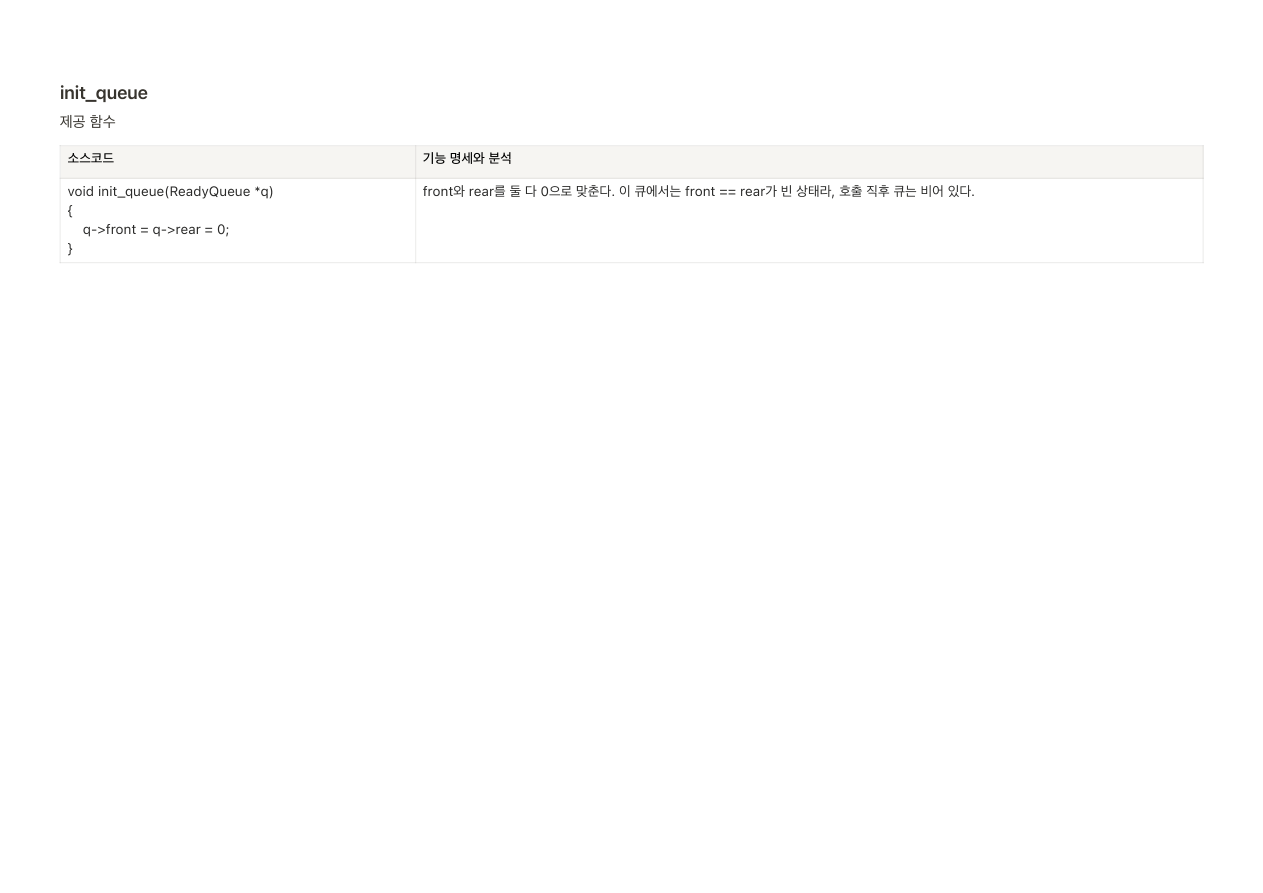 init_queue
제공 함수
소스코드
기능 명세와 분석
void init_queue(ReadyQueue *q)
{
    q->front = q->rear = 0;
}
front와 rear를 둘 다 0으로 맞춘다. 이 큐에서는 front == rear가 빈 상태라, 호출 직후 큐는 비어 있다.